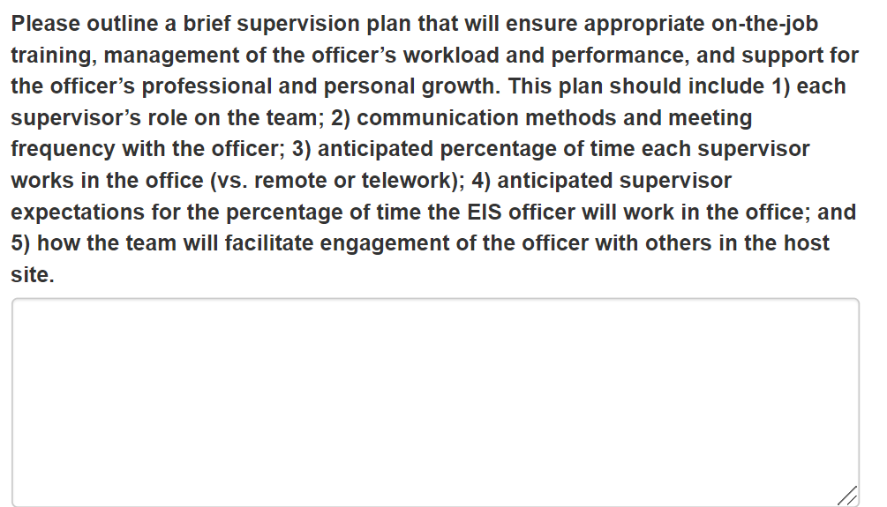 Please outline a brief supervision plan that will ensure appropriate on-the-job
training, management of the officer’s workload and performance, and support for
the officer’s professional and personal growth. This plan should include 1) each
supervisor’s role on the team; 2) communication methods and meeting
frequency with the officer; 3) anticipated percentage of time each supervisor
works in the office (vs. remote or telework); 4) anticipated supervisor
expectations for the percentage of time the EIS officer will work in the office; and
5) how the team will facilitate engagement of the officer with others in the host
site.